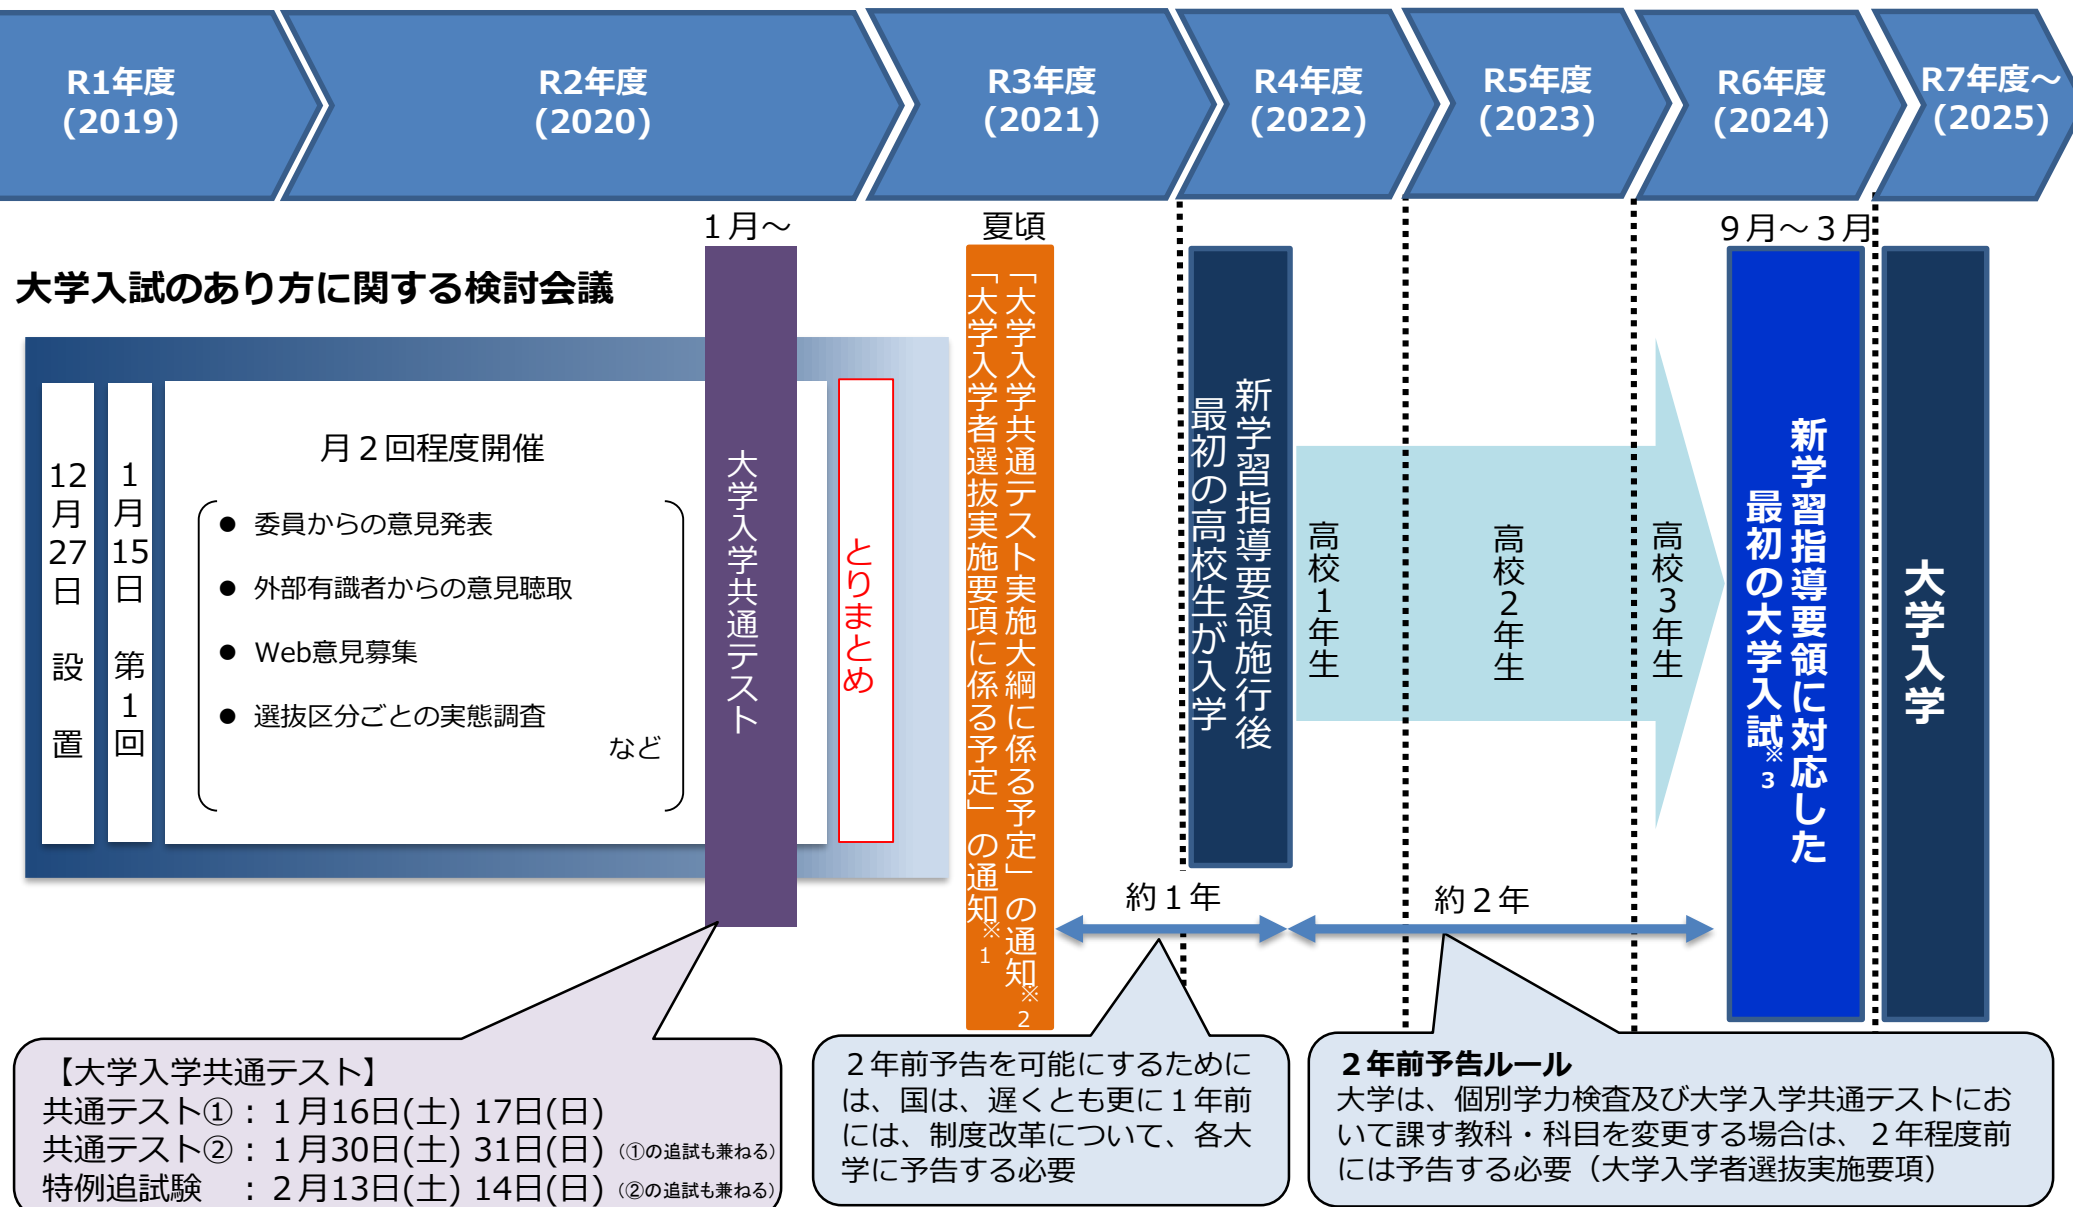 R1年度
(2019)
R2年度
(2020)
R3年度
(2021)
R4年度
(2022)
R5年度
(2023)
R6年度
(2024)
R7年度～
(2025)
１月～
夏頃
９月～３月
大学入試のあり方に関する検討会議
12月27日 設置
1月15日 第1回
月２回程度開催
● 委員からの意見発表
● 外部有識者からの意見聴取
● Web意見募集
● 選抜区分ごとの実態調査
など
大学入学共通テスト
とりまとめ
「大学入学共通テスト実施大綱に係る予定」の通知※2
「大学入学者選抜実施要項に係る予定」の通知※1
新学習指導要領施行後
最初の高校生が入学
高校1年生
高校2年生
高校3年生
新学習指導要領に対応した
最初の大学入試※3
大学入学
約１年
約２年
【大学入学共通テスト】
共通テスト①：１月16日(土) 17日(日)
共通テスト②：１月30日(土) 31日(日)（①の追試も兼ねる）
特例追試験　：２月13日(土) 14日(日)（②の追試も兼ねる）
２年前予告を可能にするために
は、国は、遅くとも更に１年前
には、制度改革について、各大
学に予告する必要
２年前予告ルール
大学は、個別学力検査及び大学入学共通テストにお
いて課す教科・科目を変更する場合は、２年程度前
には予告する必要（大学入学者選抜実施要項）